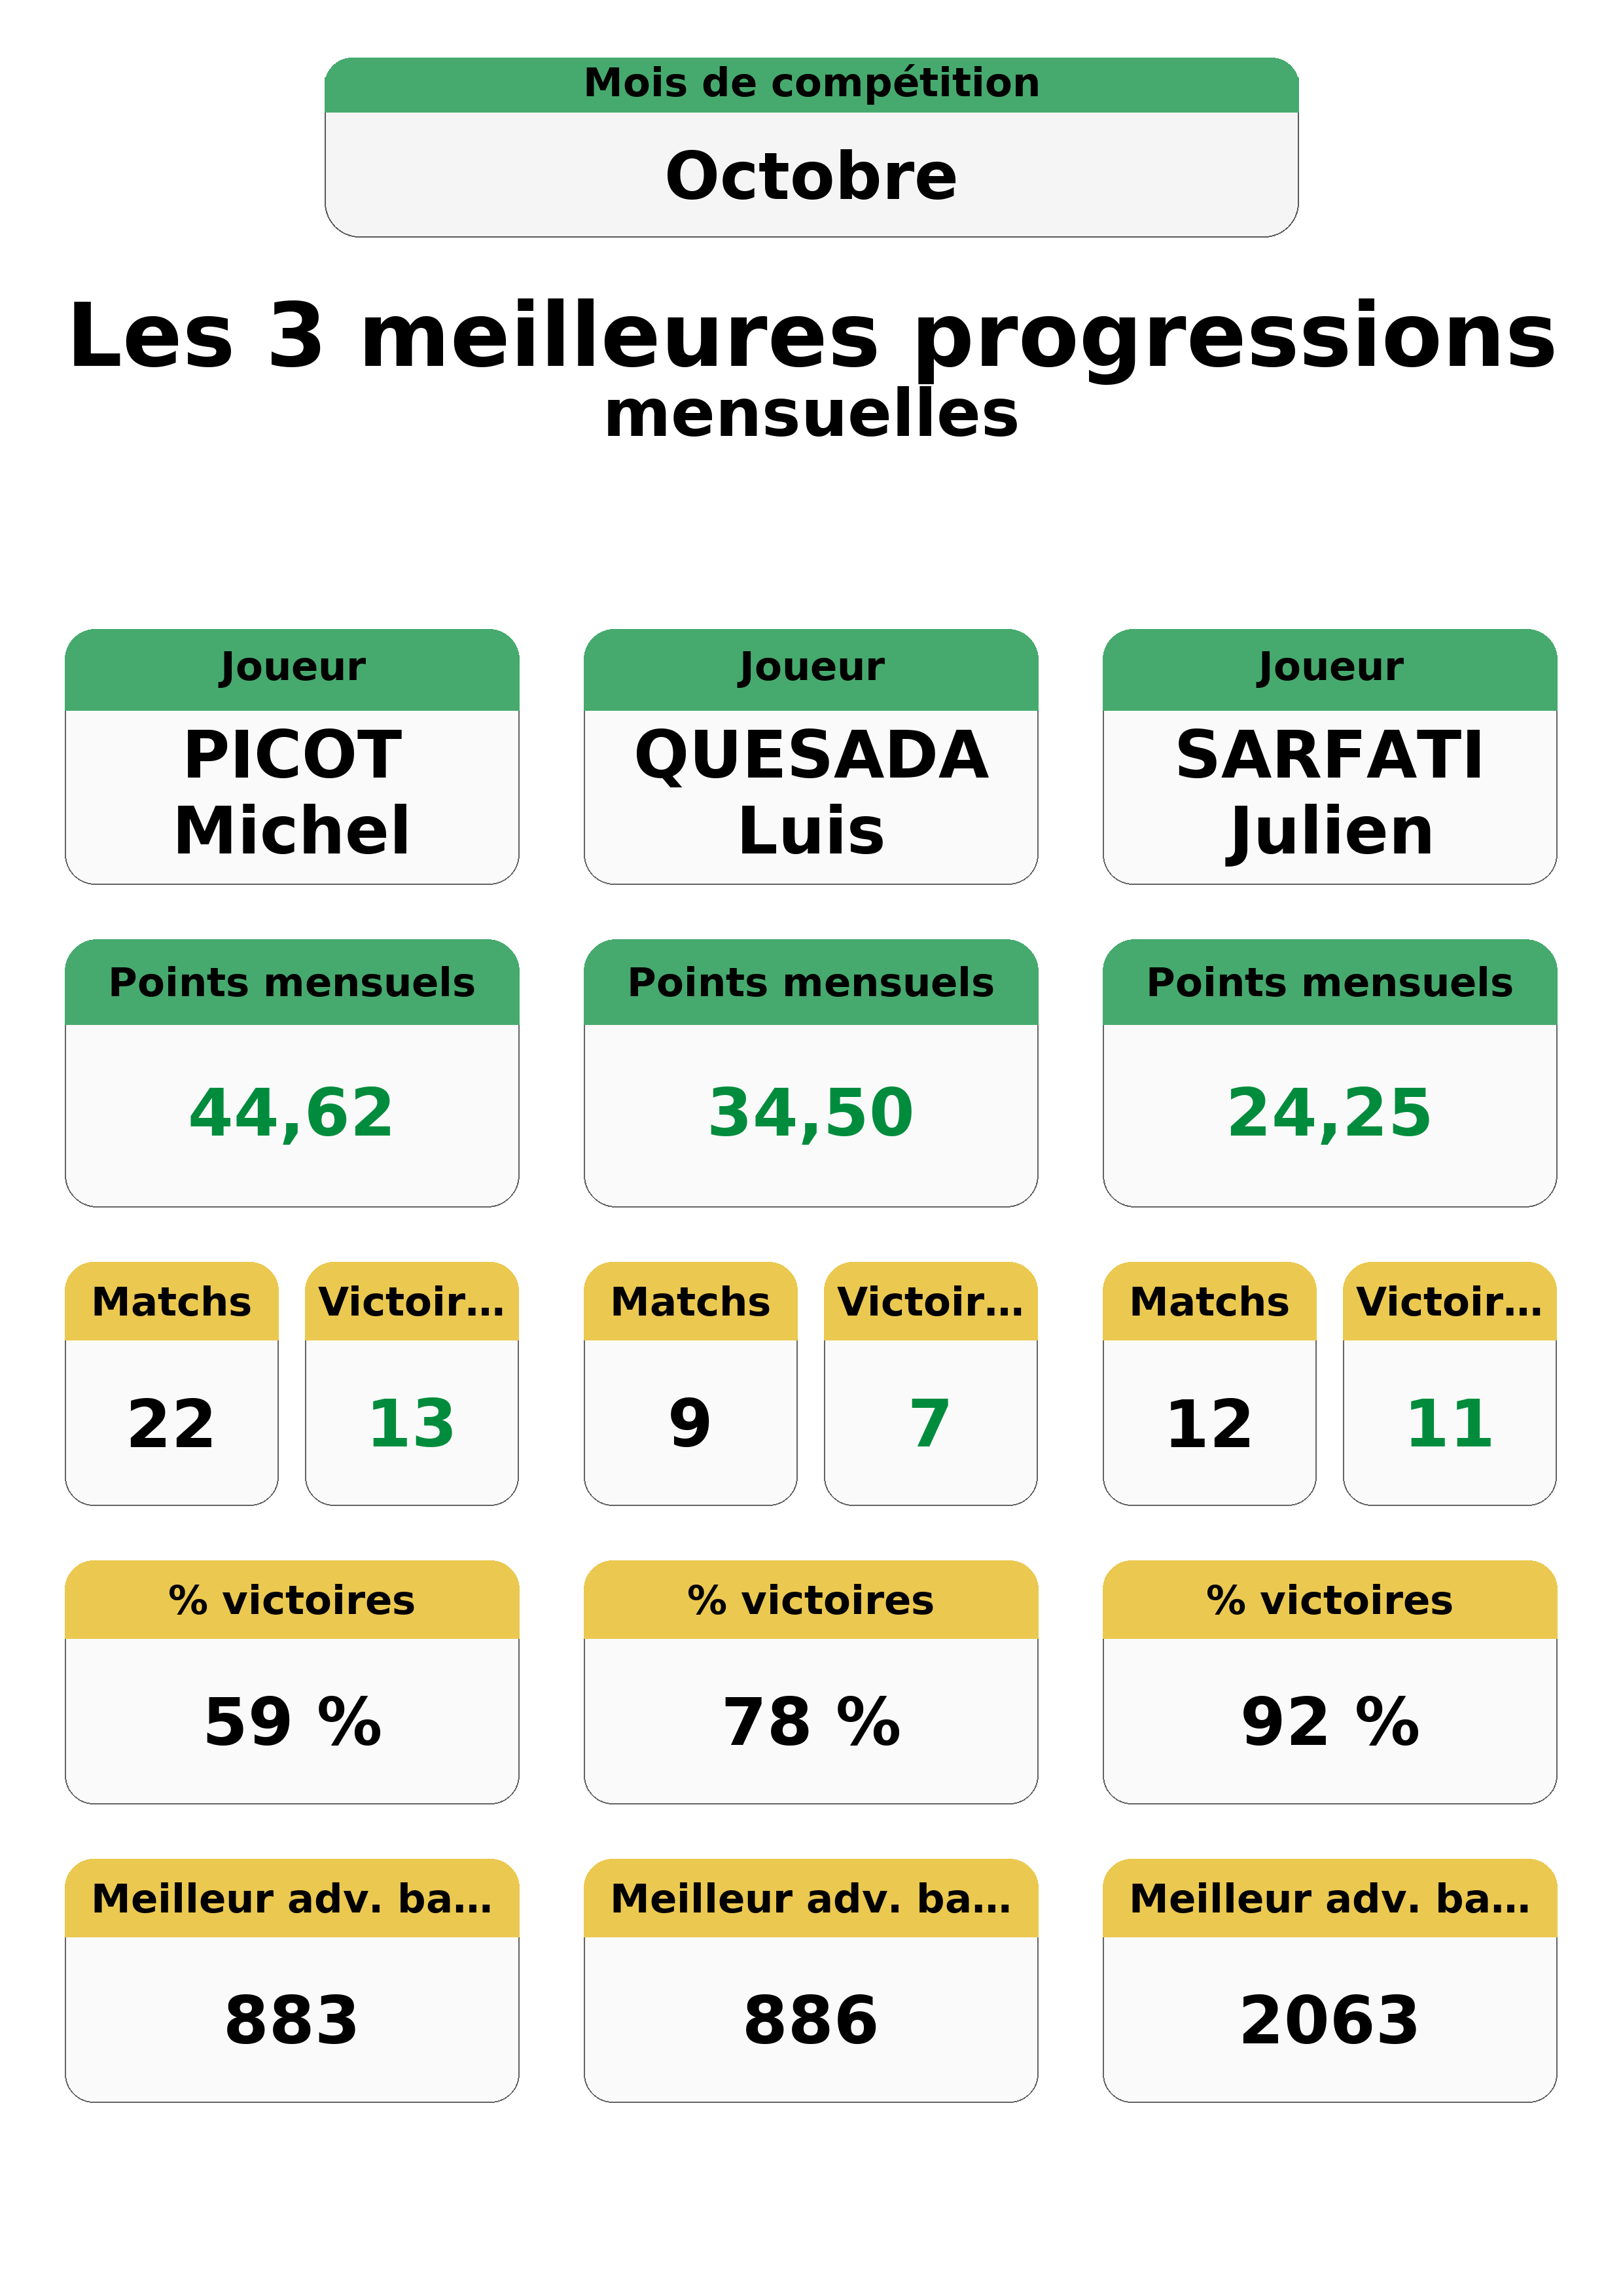 Mois de compétition
Octobre
Les 3 meilleures progressions
mensuelles
Joueur
PICOT
Michel
Joueur
QUESADA
Luis
Joueur
SARFATI
Julien
Points mensuels
44,62
Points mensuels
34,50
Points mensuels
24,25
Matchs
22
Victoir...
13
Matchs
9
Victoir...
7
Matchs
12
Victoir...
11
% victoires
59 %
% victoires
78 %
% victoires
92 %
Meilleur adv. ba...
883
Meilleur adv. ba...
886
Meilleur adv. ba...
2063